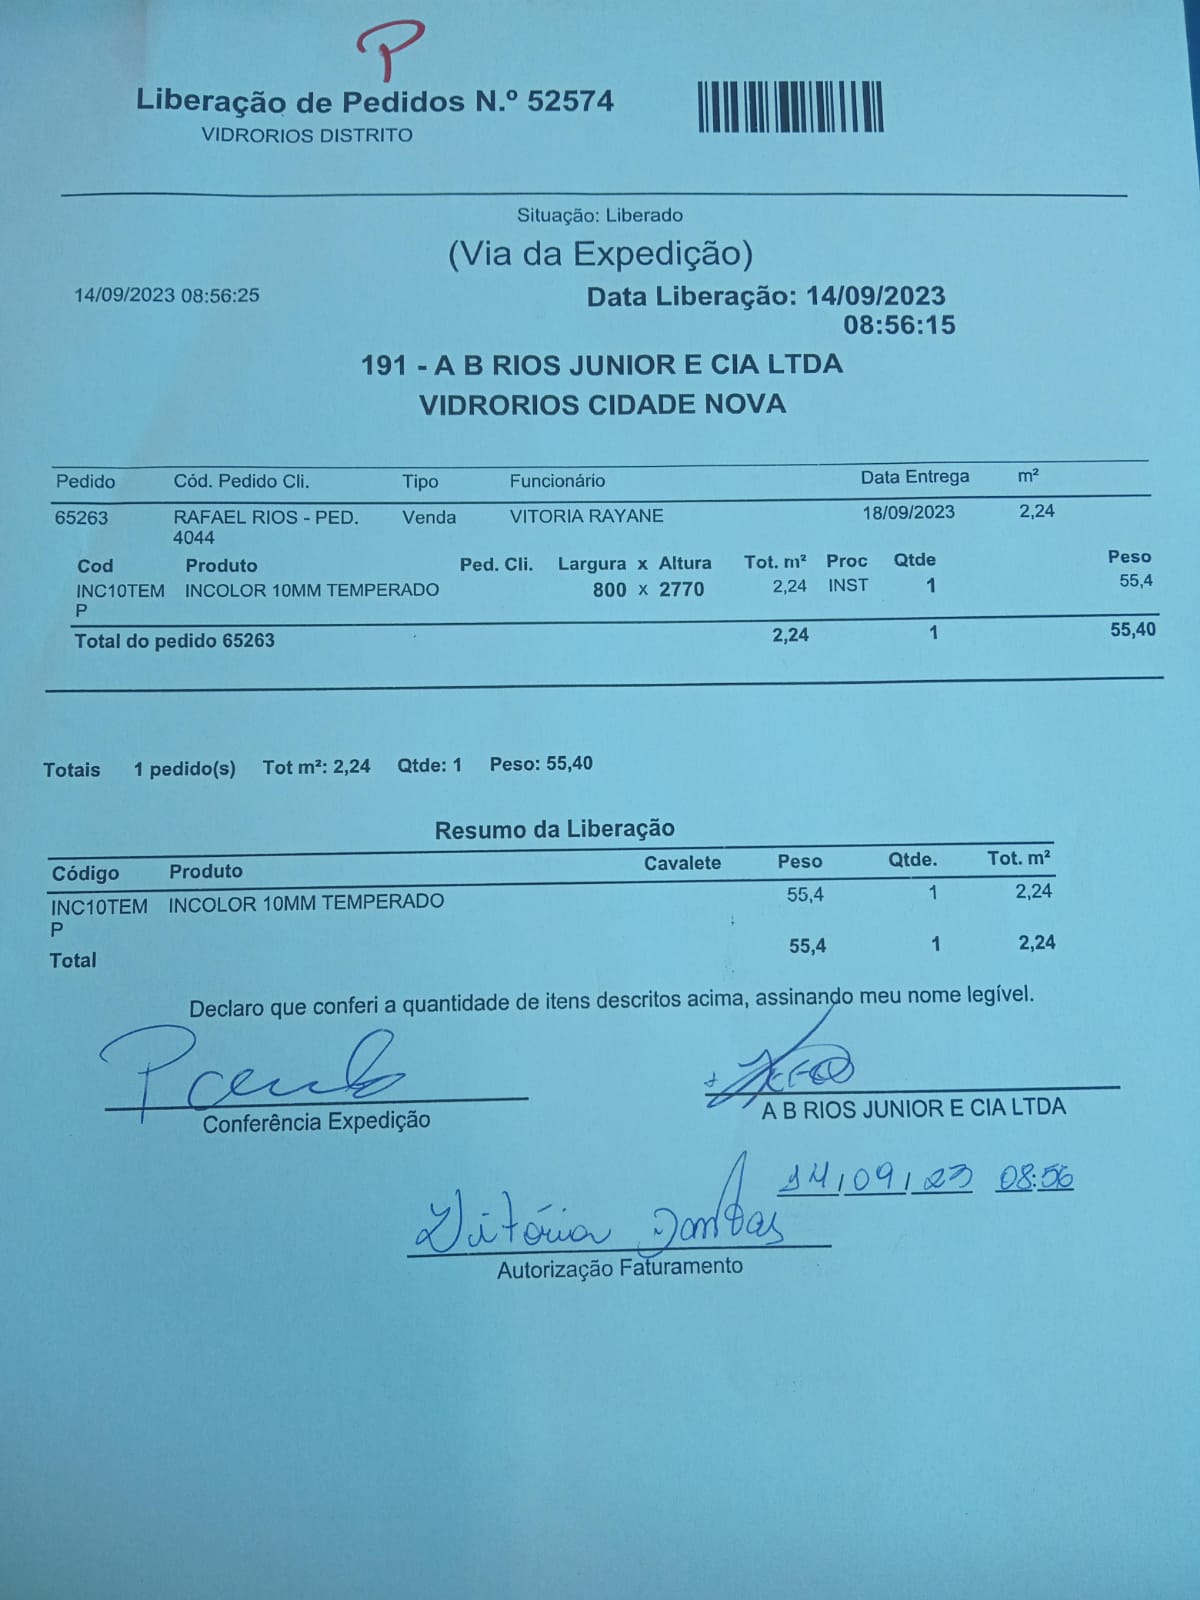 P
Liberação de Pedidos N.º 52574
VIDRORIOS DISTRITO
Situação: Liberado
(Via da Expedição)
14/09/2023 08:56:25
Data Liberação: 14/09/2023
08:56:15
191 - A B RIOS JUNIOR E CIA LTDA
VIDRORIOS CIDADE NOVA
Pedido Cód. Pedido Cli. Tipo Funcionário Data Entrega m²
65263 RAFAEL RIOS - PED. Venda VITORIA RAYANE 18/09/2023 2,24
4044
Cod Produto Ped. Cli. Largura x Altura Tot. m² Proc Qtde Peso
INC10TEM INCOLOR 10MM TEMPERADO 800 x 2770 2,24 INST 1 55,4
P
Total do pedido 65263 2,24 1 55,40
Totais 1 pedido(s) Tot m²: 2,24 Qtde: 1 Peso: 55,40
Resumo da Liberação
Código Produto Cavalete Peso Qtde. Tot. m²
INC10TEM INCOLOR 10MM TEMPERADO 55,4 1 2,24
P
Total 55,4 1 2,24
Declaro que conferi a quantidade de itens descritos acima, assinando meu nome legível.
Conferência Expedição
A B RIOS JUNIOR E CIA LTDA
14/09/23 08:56
Vitória Dantas
Autorização Faturamento